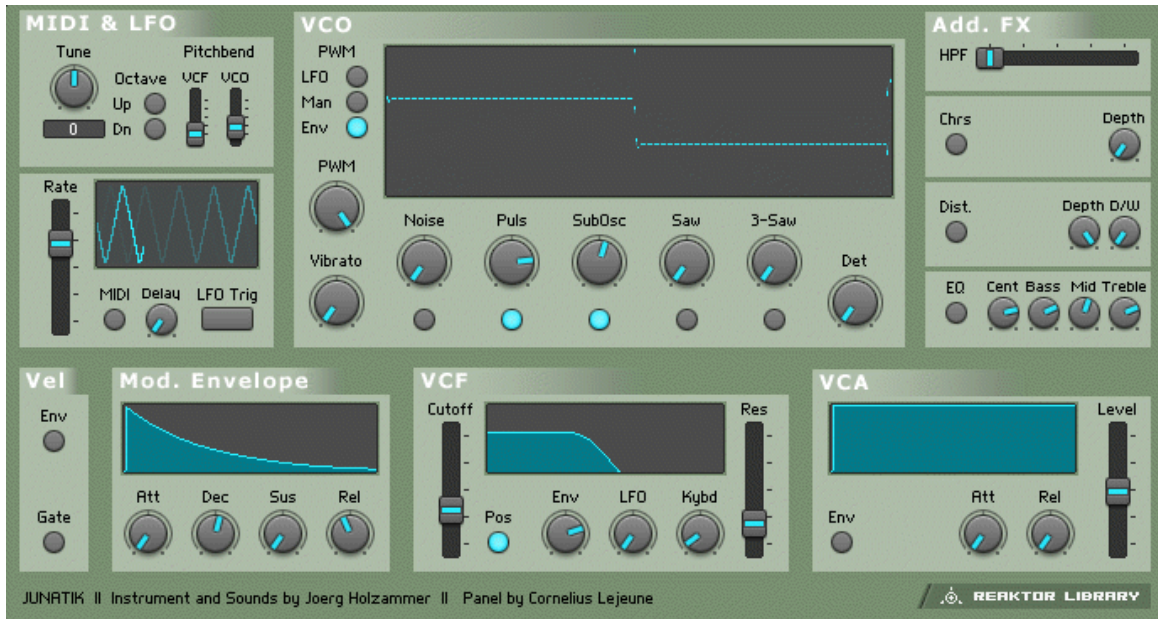 MIDI & LFO
Tune
Pitchbend
Octave
VCF VCO
Up
0
Dn
Rate
MIDI Delay LFO Trig
VCO
PWM
LFO
Man
Env
PWM
Noise Puls SubOsc Saw 3-Saw
Vibrato
Det
Add. FX
HPF
Chrs Depth
Dist. Depth D/W
EQ Cent Bass Mid Treble
Vel
Env
Gate
Mod. Envelope
Att Dec Sus Rel
VCF
Cutoff Res
Env LFO Kybd
Pos
VCA
Level
Att Rel
Env
JUNATIK II Instrument and Sounds by Joerg Holzammer II Panel by Cornelius Lejeune
REAKTOR LIBRARY